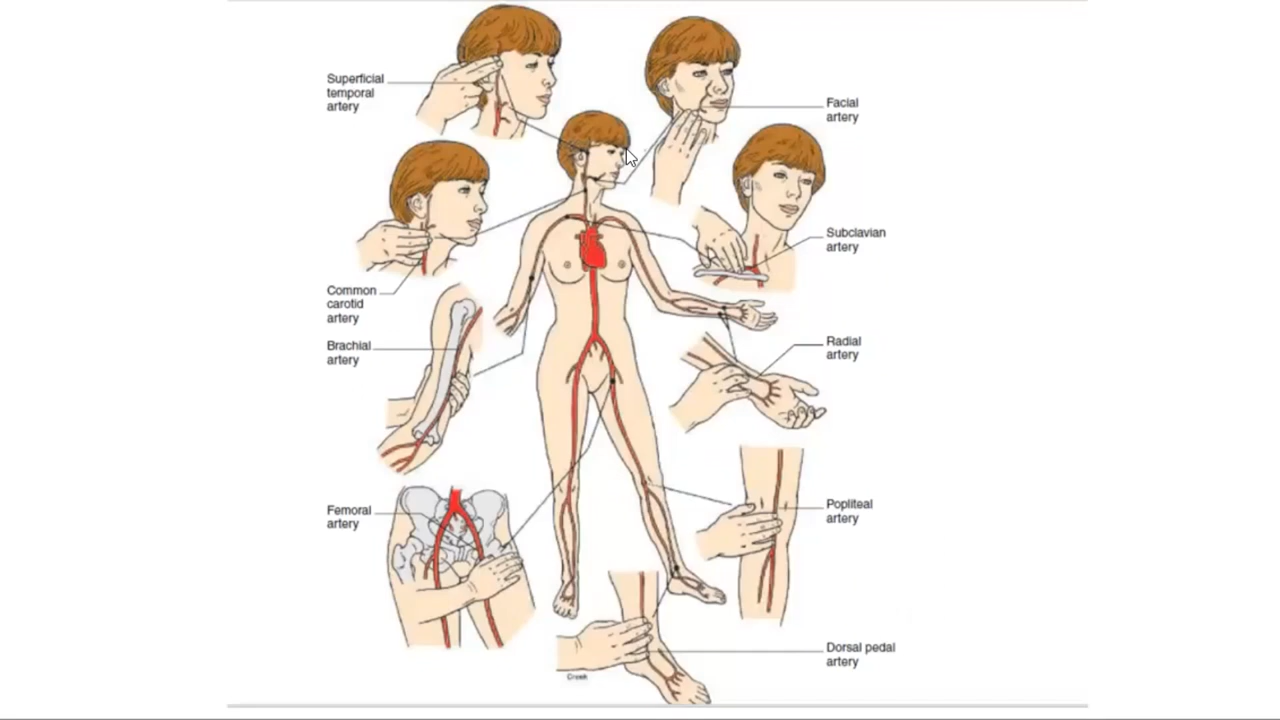 Superficial
temporal
artery
Facial
artery
Subclavian
artery
Common
carotid
artery
Brachial
artery
Radial
artery
Femoral
artery
Popliteal
artery
Dorsal pedal
artery